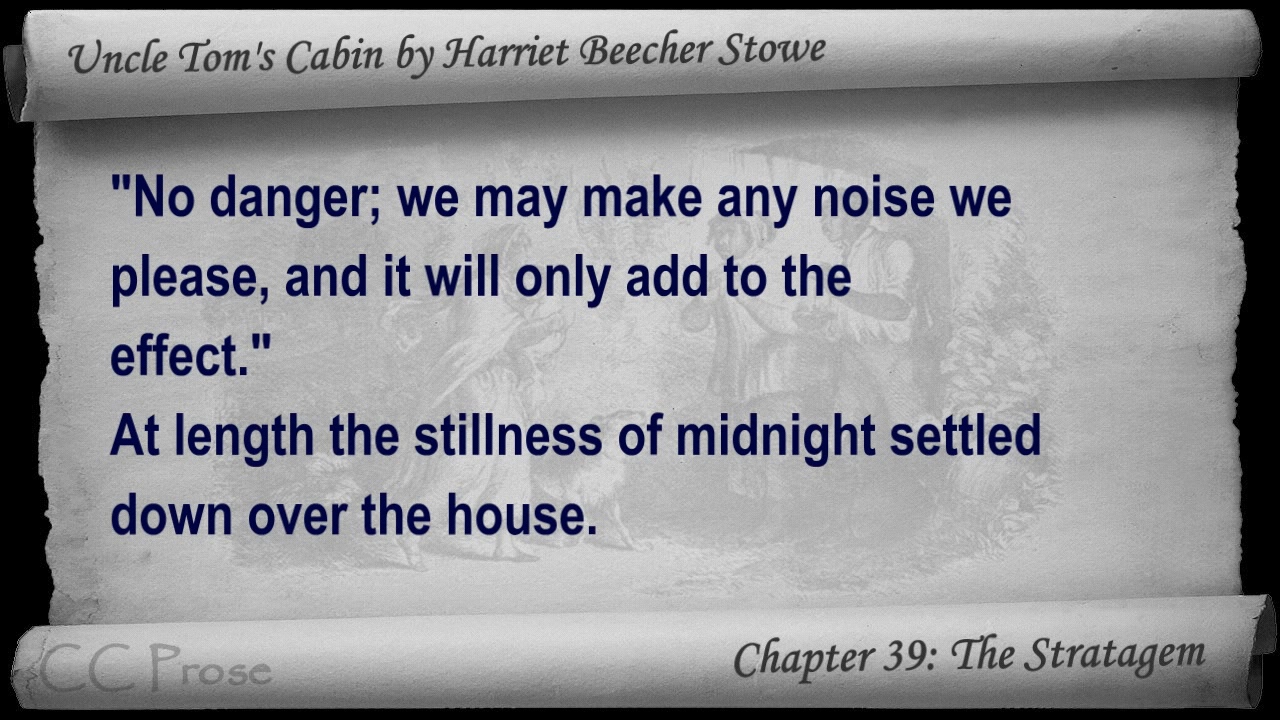 Uncle Tom's Cabin by Harriet Beecher Stowe
"No danger; we may make any noise we
please, and it will only add to the
effect."
At length the stillness of midnight settled
down over the house.
CC Prose
Chapter 39: The Stratagem